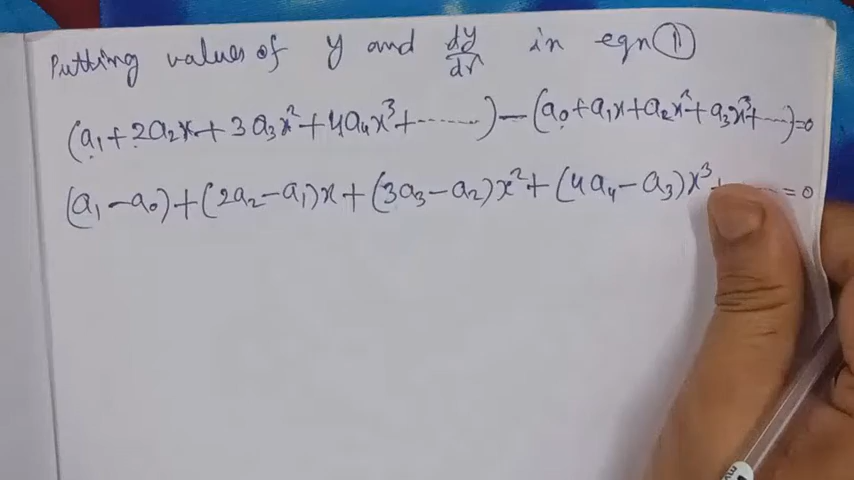 Putting values of y and dy/dx in eqn ①
(a₁+2a₂x+3a₃x²+4a₄x³+......)-(a₀+a₁x+a₂x²+a₃x³+....)=0
(a₁-a₀)+(2a₂-a₁)x+(3a₃-a₂)x²+(4a₄-a₃)x³+....=0